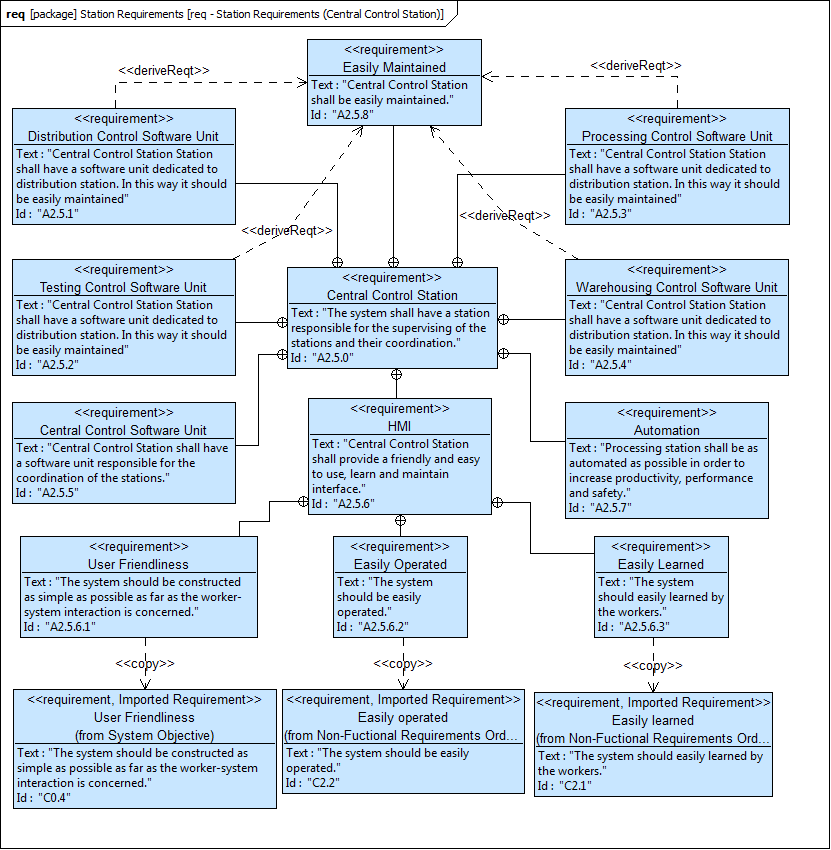 req [package] Station Requirements [req - Station Requirements (Central Control Station)]
<<requirement>>
Easily Maintained
Text : "Central Control Station
shall be easily maintained."
Id : "A2.5.8"
<<deriveReqt>>
<<deriveReqt>>
<<requirement>>
Distribution Control Software Unit
Text : "Central Control Station Station
shall have a software unit dedicated to
distribution station. In this way it should
be easily maintained"
Id : "A2.5.1"
<<requirement>>
Processing Control Software Unit
Text : "Central Control Station Station
shall have a software unit dedicated to
distribution station. In this way it should
be easily maintained"
Id : "A2.5.3"
<<deriveReqt>>
<<deriveReqt>>
<<requirement>>
Testing Control Software Unit
Text : "Central Control Station Station
shall have a software unit dedicated to
distribution station. In this way it should
be easily maintained"
Id : "A2.5.2"
<<requirement>>
Central Control Station
Text : "The system shall have a station
responsible for the supervising of the
stations and their coordination."
Id : "A2.5.0"
<<requirement>>
Warehousing Control Software Unit
Text : "Central Control Station Station
shall have a software unit dedicated to
distribution station. In this way it should
be easily maintained"
Id : "A2.5.4"
<<requirement>>
Central Control Software Unit
Text : "Central Control Station shall have
a software unit responsible for the
coordination of the stations."
Id : "A2.5.5"
<<requirement>>
HMI
Text : "Central Control Station
shall provide a friendly and easy
to use, learn and maintain
interface."
Id : "A2.5.6"
<<requirement>>
Automation
Text : "Processing station shall be as
automated as possible in order to
increase productivity, performance
and safety."
Id : "A2.5.7"
<<requirement>>
User Friendliness
Text : "The system should be constructed
as simple as possible as far as the worker-
system interaction is concerned."
Id : "A2.5.6.1"
<<requirement>>
Easily Operated
Text : "The system
should be easily
operated."
Id : "A2.5.6.2"
<<requirement>>
Easily Learned
Text : "The system
should easily learned by
the workers."
Id : "A2.5.6.3"
<<copy>>
<<copy>>
<<copy>>
<<requirement, Imported Requirement>>
User Friendliness
(from System Objective)
Text : "The system should be constructed as
simple as possible as far as the worker-system
interaction is concerned."
Id : "C0.4"
<<requirement, Imported Requirement>>
Easily operated
(from Non-Fuctional Requirements Ord...
Text : "The system should be easily
operated."
Id : "C2.2"
<<requirement, Imported Requirement>>
Easily learned
(from Non-Fuctional Requirements Ord...
Text : "The system should easily learned by
the workers."
Id : "C2.1"